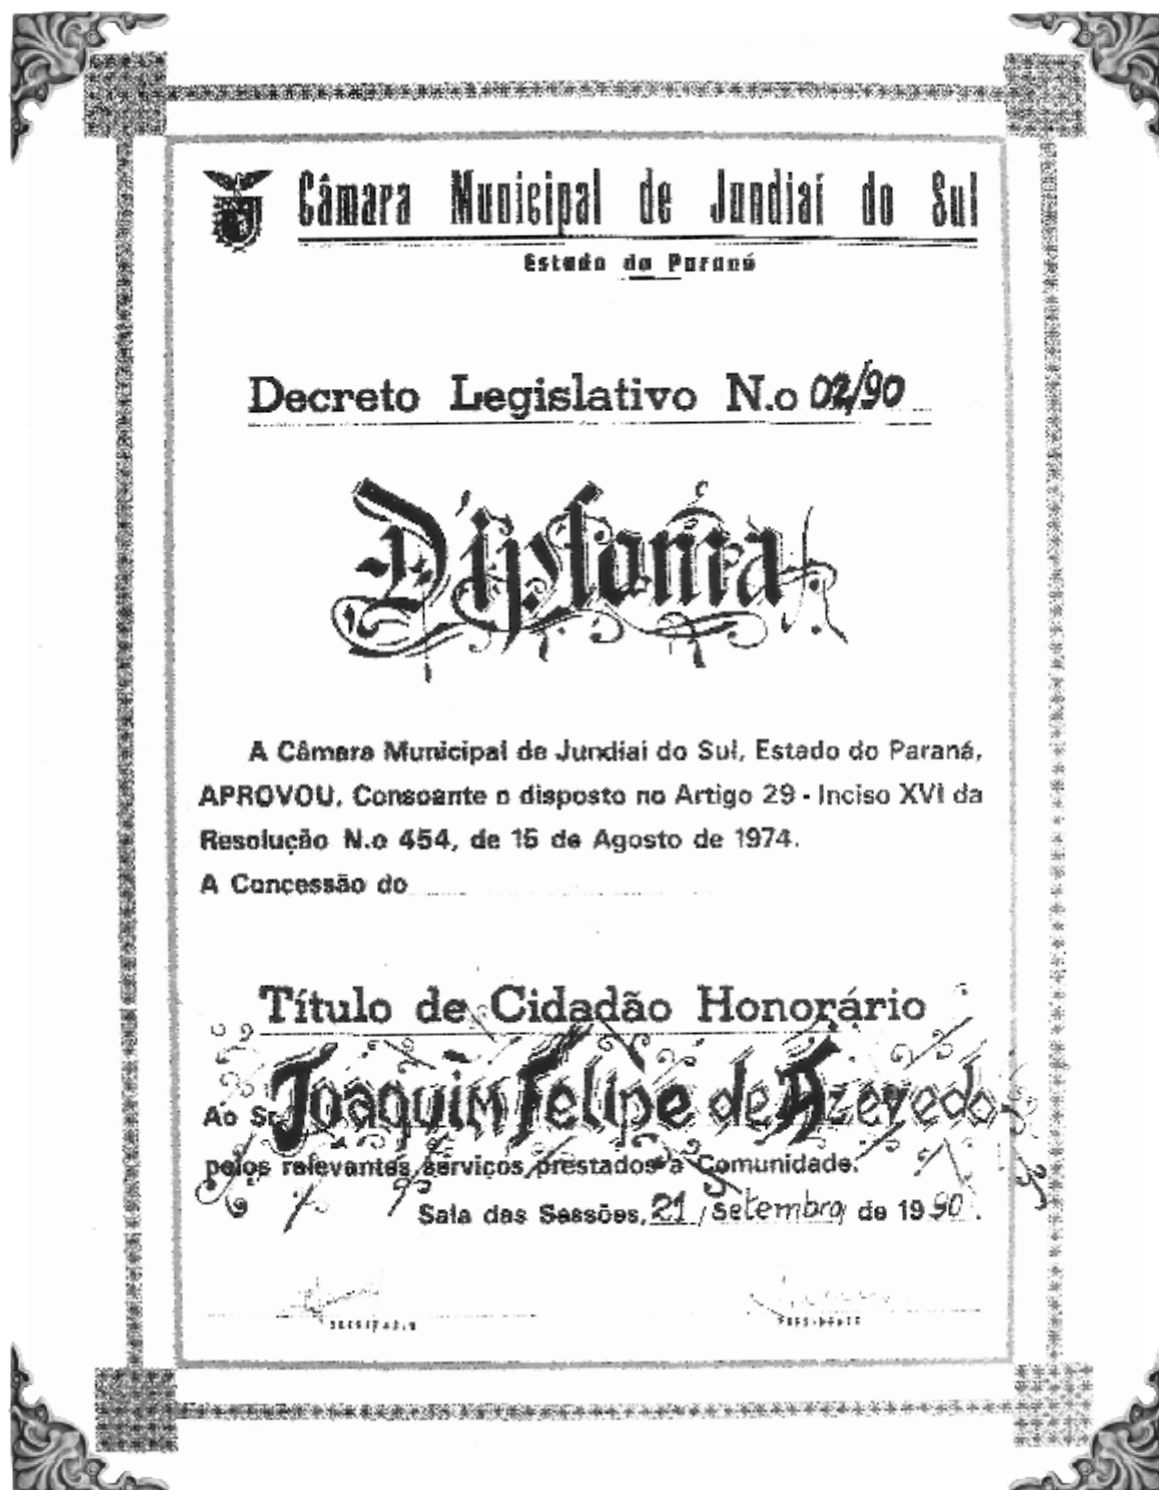 Câmara Municipal de Jundiaí do Sul
Estado do Paraná
Decreto Legislativo N.o 02/90
Diploma
A Câmara Municipal de Jundiaí do Sul, Estado do Paraná,
APROVOU, Consoante o disposto no Artigo 29 - Inciso XVI da
Resolução N.o 454, de 15 de Agosto de 1974.
A Concessão do
Título de Cidadão Honorário
Ao Sr. Joaquim Felipe de Azevedo
pelos relevantes serviços prestados a Comunidade.
Sala das Sessões, 21 / Setembro de 1990.
SECRETÁRIO PRESIDENTE